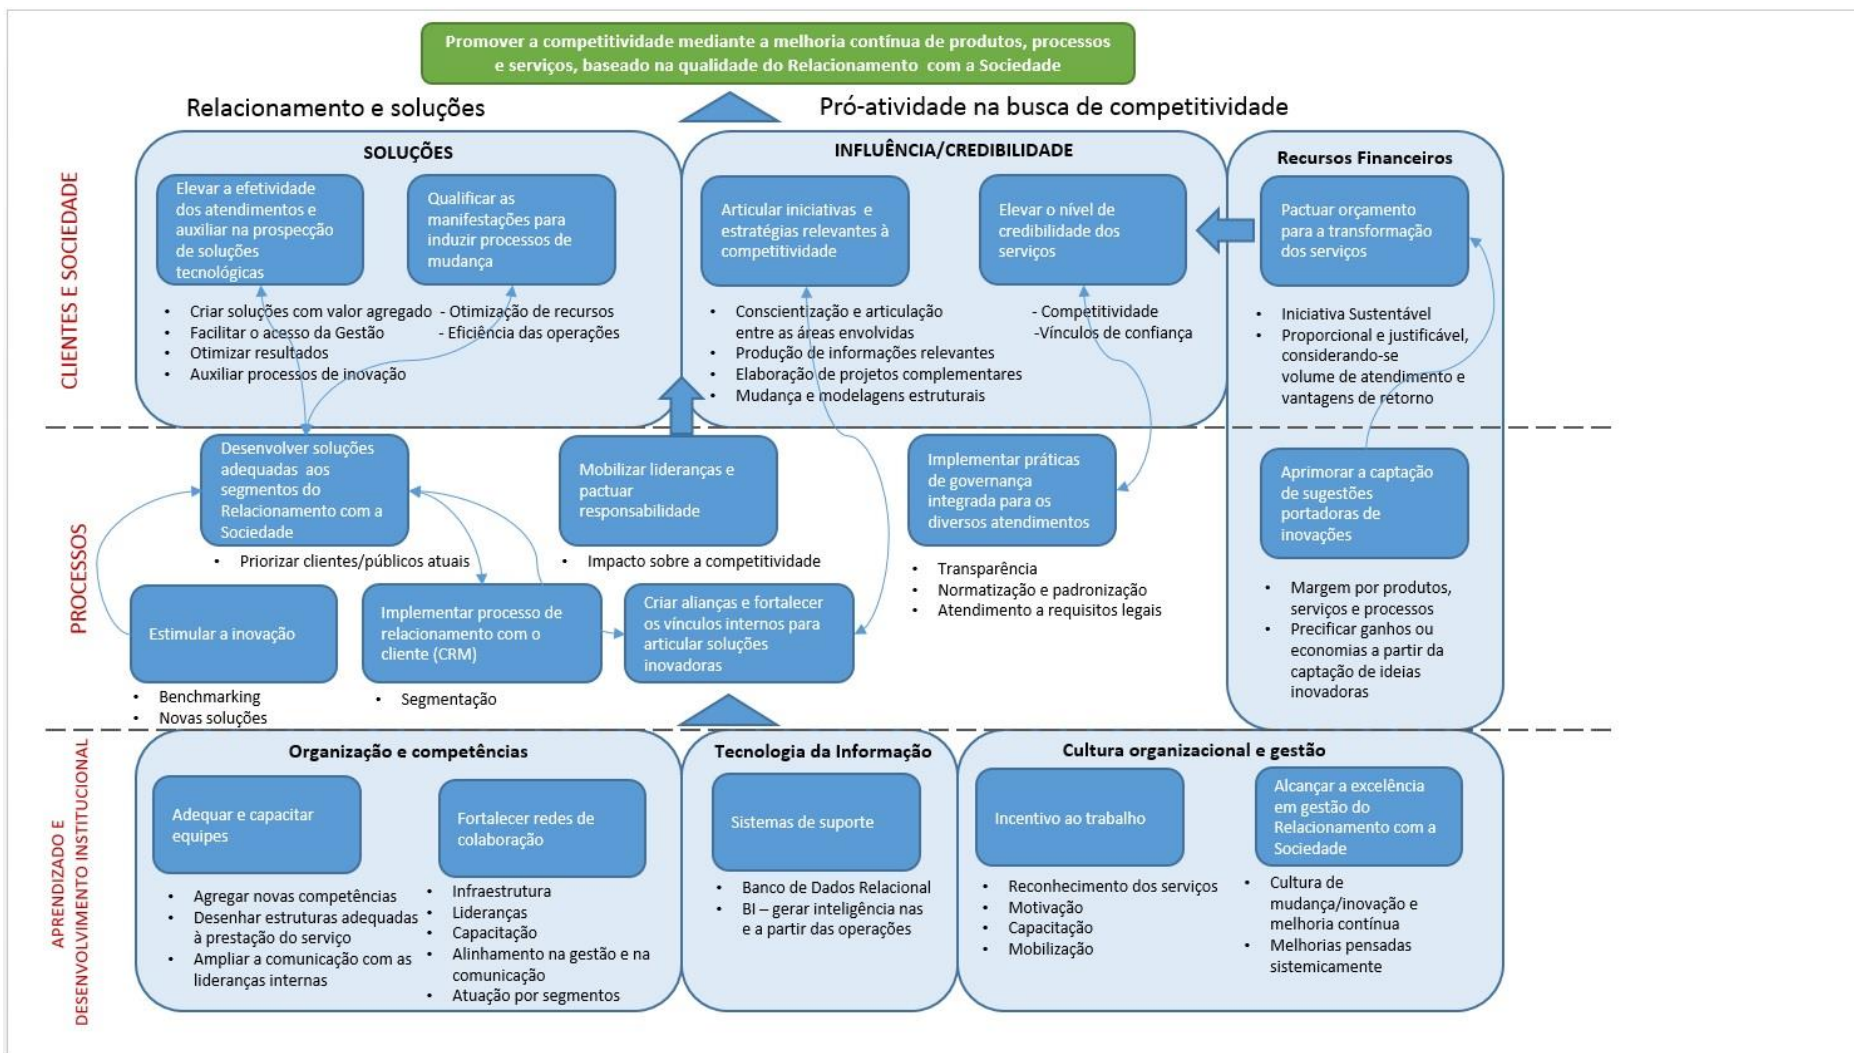 Promover a competitividade mediante a melhoria contínua de produtos, processos
e serviços, baseado na qualidade do Relacionamento com a Sociedade
Relacionamento e soluções
Pró-atividade na busca de competitividade
CLIENTES E SOCIEDADE
SOLUÇÕES
Elevar a efetividade
dos atendimentos e
auxiliar na prospecção
de soluções
tecnológicas
Qualificar as
manifestações para
induzir processos de
mudança
• Criar soluções com valor agregado
• Facilitar o acesso da Gestão
• Otimizar resultados
• Auxiliar processos de inovação
- Otimização de recursos
- Eficiência das operações
INFLUÊNCIA/CREDIBILIDADE
Articular iniciativas e
estratégias relevantes à
competitividade
Elevar o nível de
credibilidade dos
serviços
• Conscientização e articulação
entre as áreas envolvidas
• Produção de informações relevantes
• Elaboração de projetos complementares
• Mudança e modelagens estruturais
- Competitividade
-Vínculos de confiança
Recursos Financeiros
Pactuar orçamento
para a transformação
dos serviços
• Iniciativa Sustentável
• Proporcional e justificável,
considerando-se
volume de atendimento e
vantagens de retorno
PROCESSOS
Desenvolver soluções
adequadas aos
segmentos do
Relacionamento com a
Sociedade
• Priorizar clientes/públicos atuais
Mobilizar lideranças e
pactuar
responsabilidade
• Impacto sobre a competitividade
Implementar práticas
de governança
integrada para os
diversos atendimentos
• Transparência
• Normatização e padronização
• Atendimento a requisitos legais
Aprimorar a captação
de sugestões
portadoras de
inovações
• Margem por produtos,
serviços e processos
• Precificar ganhos ou
economias a partir da
captação de ideias
inovadoras
Estimular a inovação
• Benchmarking
• Novas soluções
Implementar processo de
relacionamento com o
cliente (CRM)
• Segmentação
Criar alianças e fortalecer
os vínculos internos para
articular soluções
inovadoras
APRENDIZADO E
DESENVOLVIMENTO INSTITUCIONAL
Organização e competências
Adequar e capacitar
equipes
• Agregar novas competências
• Desenhar estruturas adequadas
à prestação do serviço
• Ampliar a comunicação com as
lideranças internas
Fortalecer redes de
colaboração
• Infraestrutura
• Lideranças
• Capacitação
• Alinhamento na gestão e na
comunicação
• Atuação por segmentos
Tecnologia da Informação
Sistemas de suporte
• Banco de Dados Relacional
• BI – gerar inteligência nas
e a partir das operações
Cultura organizacional e gestão
Incentivo ao trabalho
• Reconhecimento dos serviços
• Motivação
• Capacitação
• Mobilização
Alcançar a excelência
em gestão do
Relacionamento com a
Sociedade
• Cultura de
mudança/inovação e
melhoria contínua
• Melhorias pensadas
sistemicamente